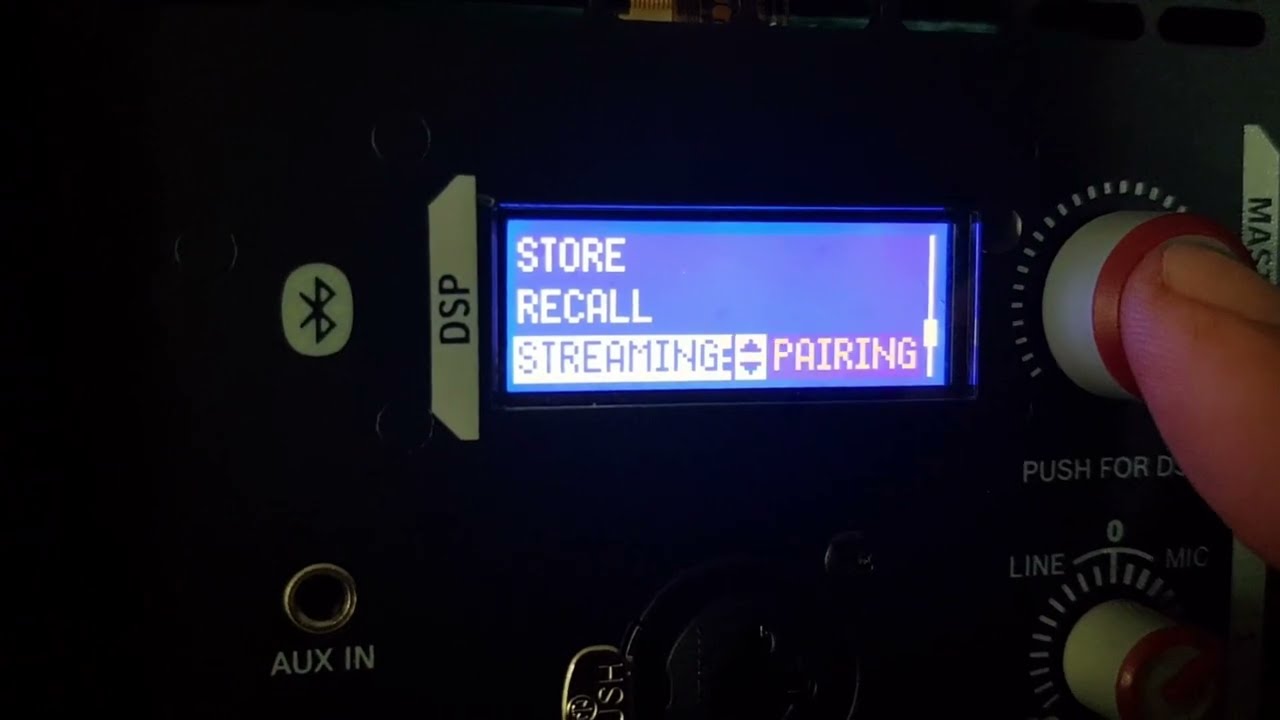 STORE
RECALL
STREAMING: PAIRING
DSP
PUSH FOR
0
LINE
MIC
AUX IN